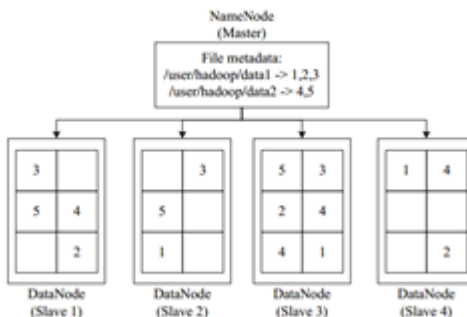 NameNode
(Master)
File metadata:
/user/hadoop/data1 -> 1,2,3
/user/hadoop/data2 -> 4,5
3
5 4
2
3
5
1
5 3
2 4
4 1
1 4
2
DataNode
(Slave 1)
DataNode
(Slave 2)
DataNode
(Slave 3)
DataNode
(Slave 4)